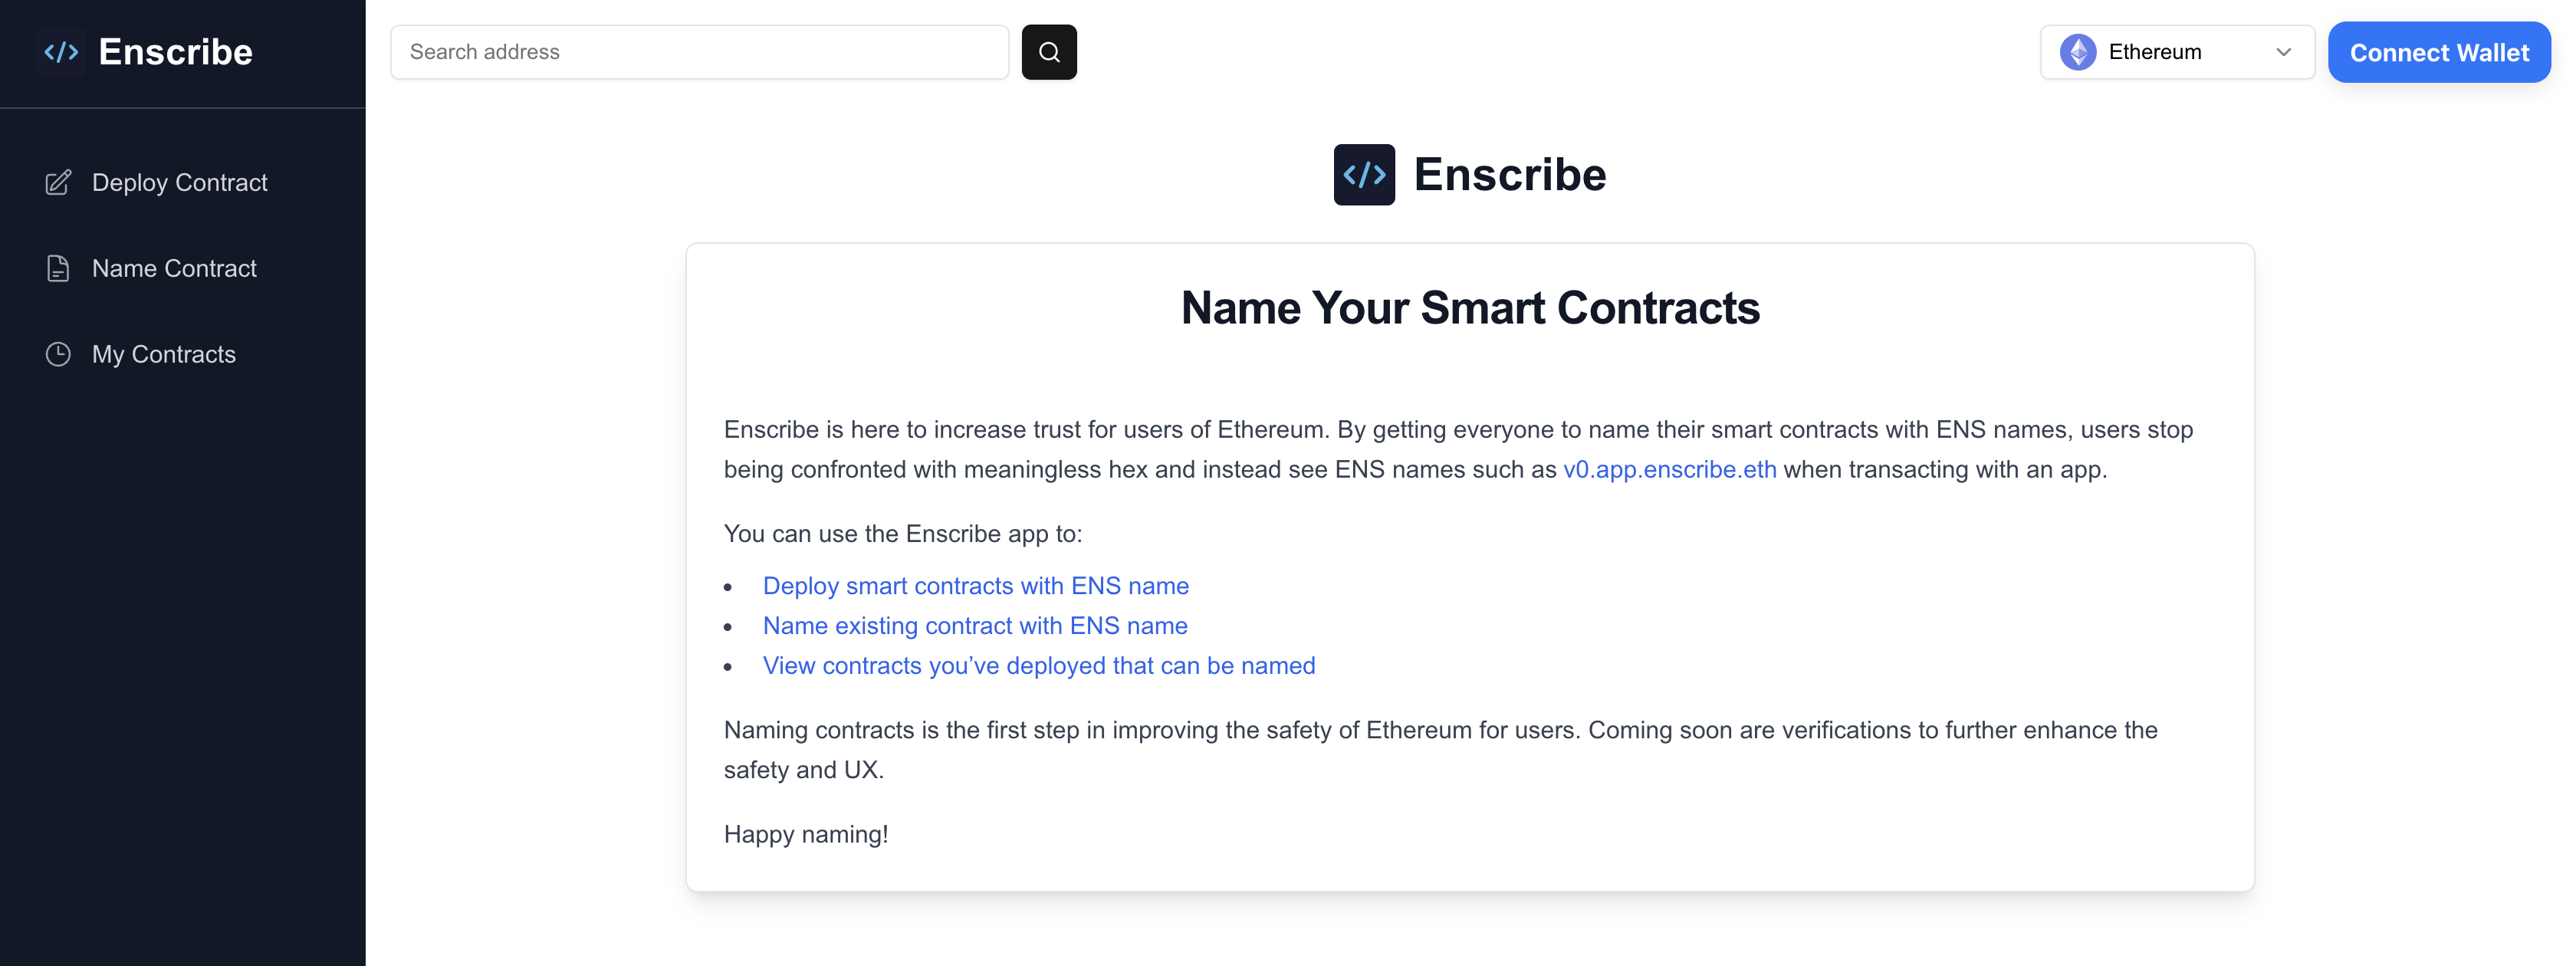 </> Enscribe
Deploy Contract
Name Contract
My Contracts
Search address
Ethereum
Connect Wallet
</> Enscribe
Name Your Smart Contracts
Enscribe is here to increase trust for users of Ethereum. By getting everyone to name their smart contracts with ENS names, users stop
being confronted with meaningless hex and instead see ENS names such as v0.app.enscribe.eth when transacting with an app.
You can use the Enscribe app to:
• Deploy smart contracts with ENS name
• Name existing contract with ENS name
• View contracts you’ve deployed that can be named
Naming contracts is the first step in improving the safety of Ethereum for users. Coming soon are verifications to further enhance the
safety and UX.
Happy naming!